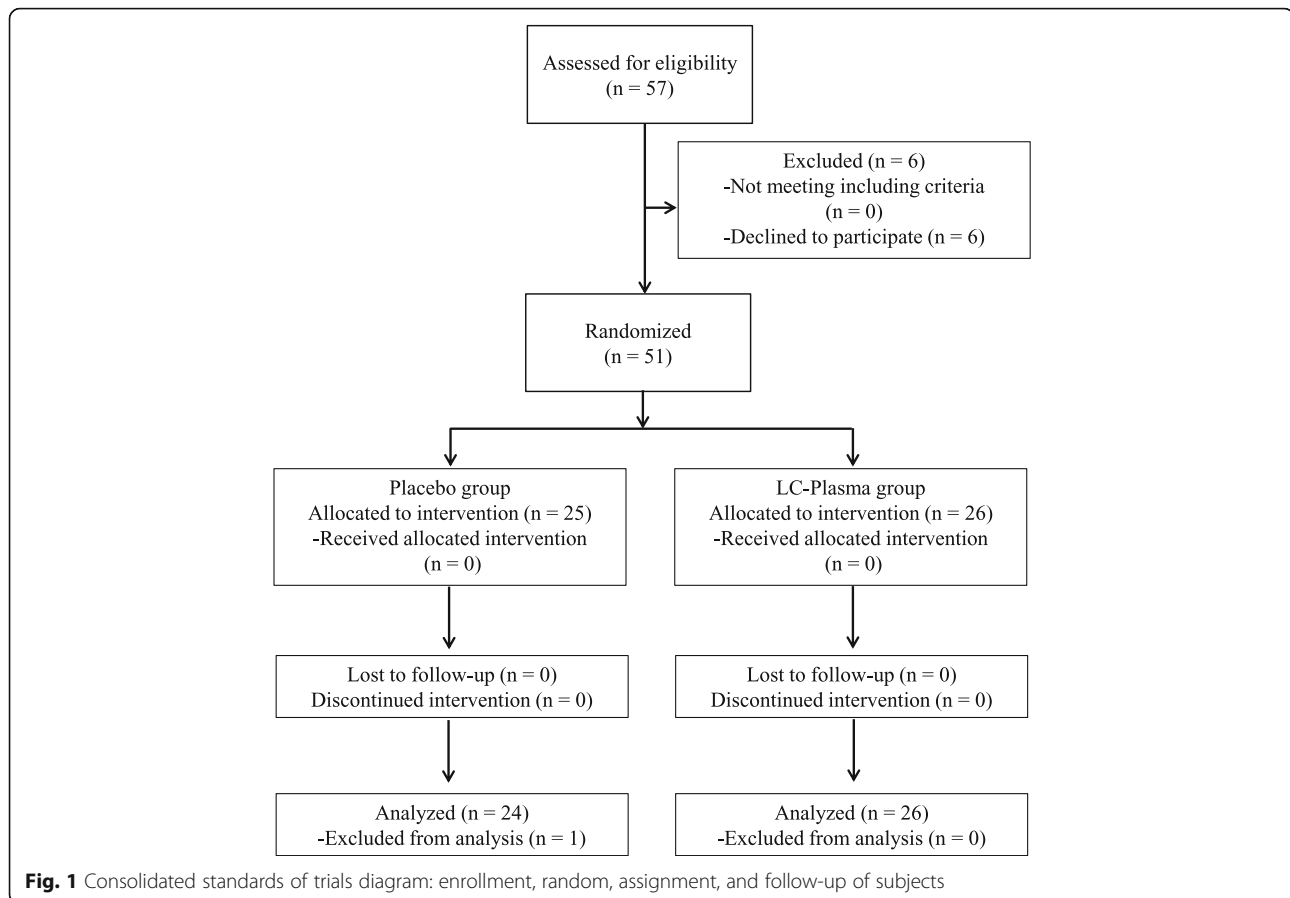 Assessed for eligibility
(n = 57)
Excluded (n = 6)
-Not meeting including criteria
(n = 0)
-Declined to participate (n = 6)
Randomized
(n = 51)
Placebo group
Allocated to intervention (n = 25)
-Received allocated intervention
(n = 0)
LC-Plasma group
Allocated to intervention (n = 26)
-Received allocated intervention
(n = 0)
Lost to follow-up (n = 0)
Discontinued intervention (n = 0)
Lost to follow-up (n = 0)
Discontinued intervention (n = 0)
Analyzed (n = 24)
-Excluded from analysis (n = 1)
Analyzed (n = 26)
-Excluded from analysis (n = 0)
Fig. 1 Consolidated standards of trials diagram: enrollment, random, assignment, and follow-up of subjects